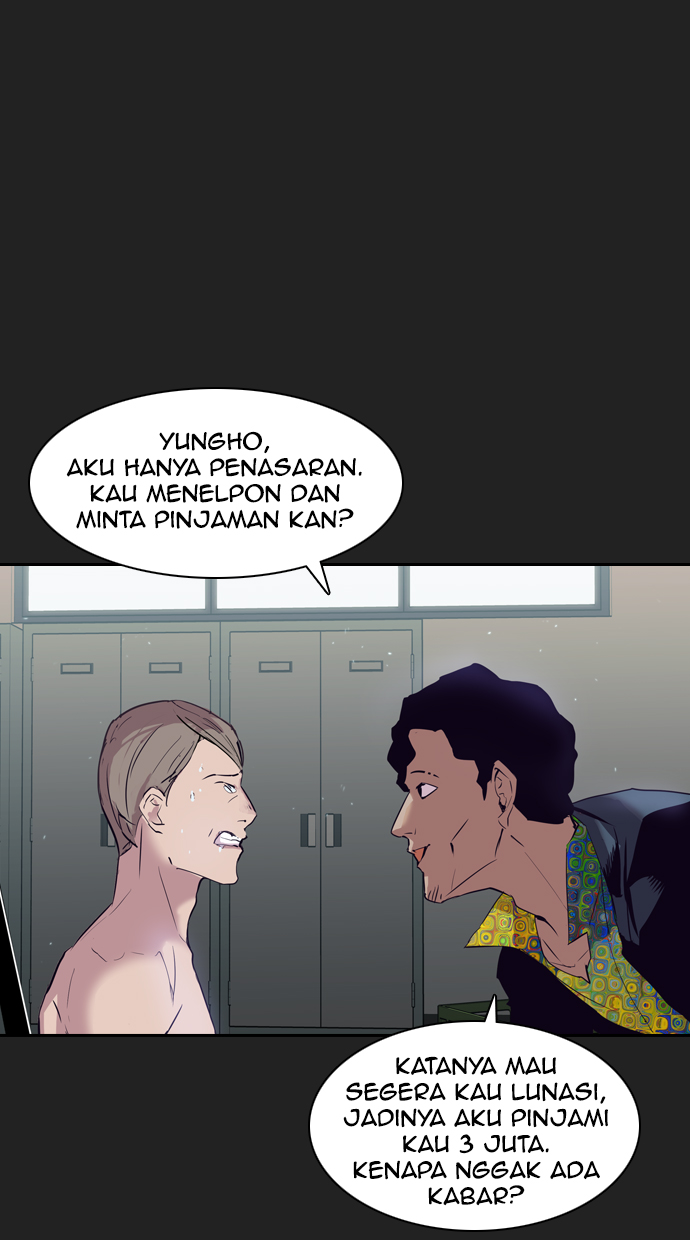 YUNGHO,
AKU HANYA PENASARAN.
KAU MENELPON DAN
MINTA PINJAMAN KAN?
KATANYA MAU
SEGERA KAU LUNASI,
JADINYA AKU PINJAMI
KAU 3 JUTA.
KENAPA NGGAK ADA
KABAR?